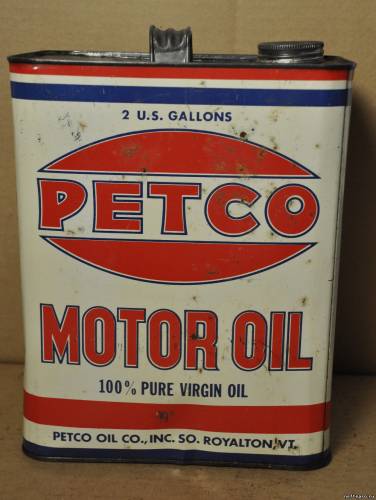 2 U.S. GALLONS
PETCO
MOTOR OIL
100% PURE VIRGIN OIL
PETCO OIL CO., INC. SO. ROYALTON, VT.